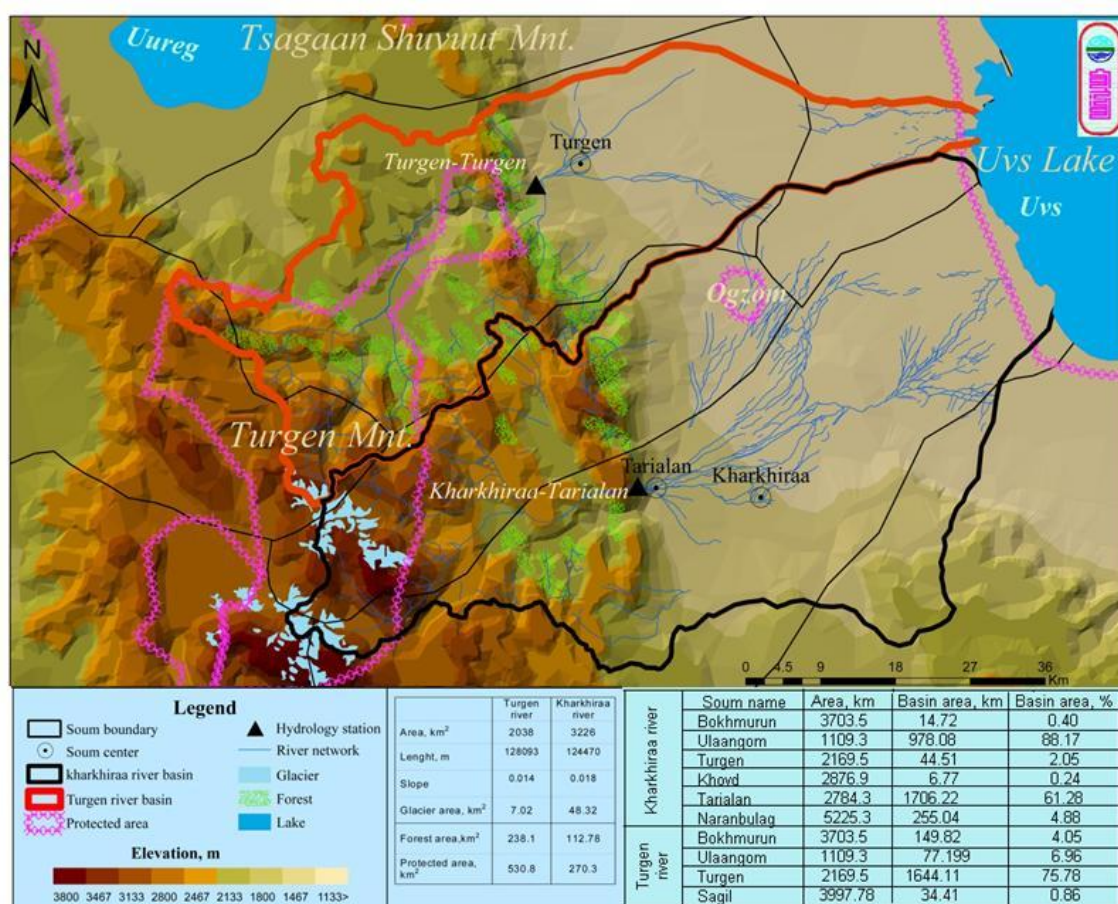 Uureg
Tsagaan Shuvuut Mnt.
N
Turgen
Turgen-Turgen
Uvs Lake
Uvs
Ogzom
Turgen Mnt.
Tarialan
Kharkhiraa
Kharkhiraa-Tarialan
0 4.5 9 18 27 36
Km
Legend
Soum boundary
Soum center
kharkhiraa river basin
Turgen river basin
Protected area
Hydrology station
River network
Glacier
Forest
Lake
Elevation, m
3800 3467 3133 2800 2467 2133 1800 1467 1133>
Turgen river Kharkhiraa river
Area, km² 2038 3226
Lenght, m 128093 124470
Slope 0.014 0.018
Glacier area, km² 7.02 48.32
Forest area,km² 238.1 112.78
Protected area, km² 530.8 270.3
Soum name Area, km Basin area, km Basin area, %
Kharkhiraa river
Bokhmurun 3703.5 14.72 0.40
Ulaangom 1109.3 978.08 88.17
Turgen 2169.5 44.51 2.05
Khovd 2876.9 6.77 0.24
Tarialan 2784.3 1706.22 61.28
Naranbulag 5225.3 255.04 4.88
Turgen river
Bokhmurun 3703.5 149.82 4.05
Ulaangom 1109.3 77.199 6.96
Turgen 2169.5 1644.11 75.78
Sagil 3997.78 34.41 0.86